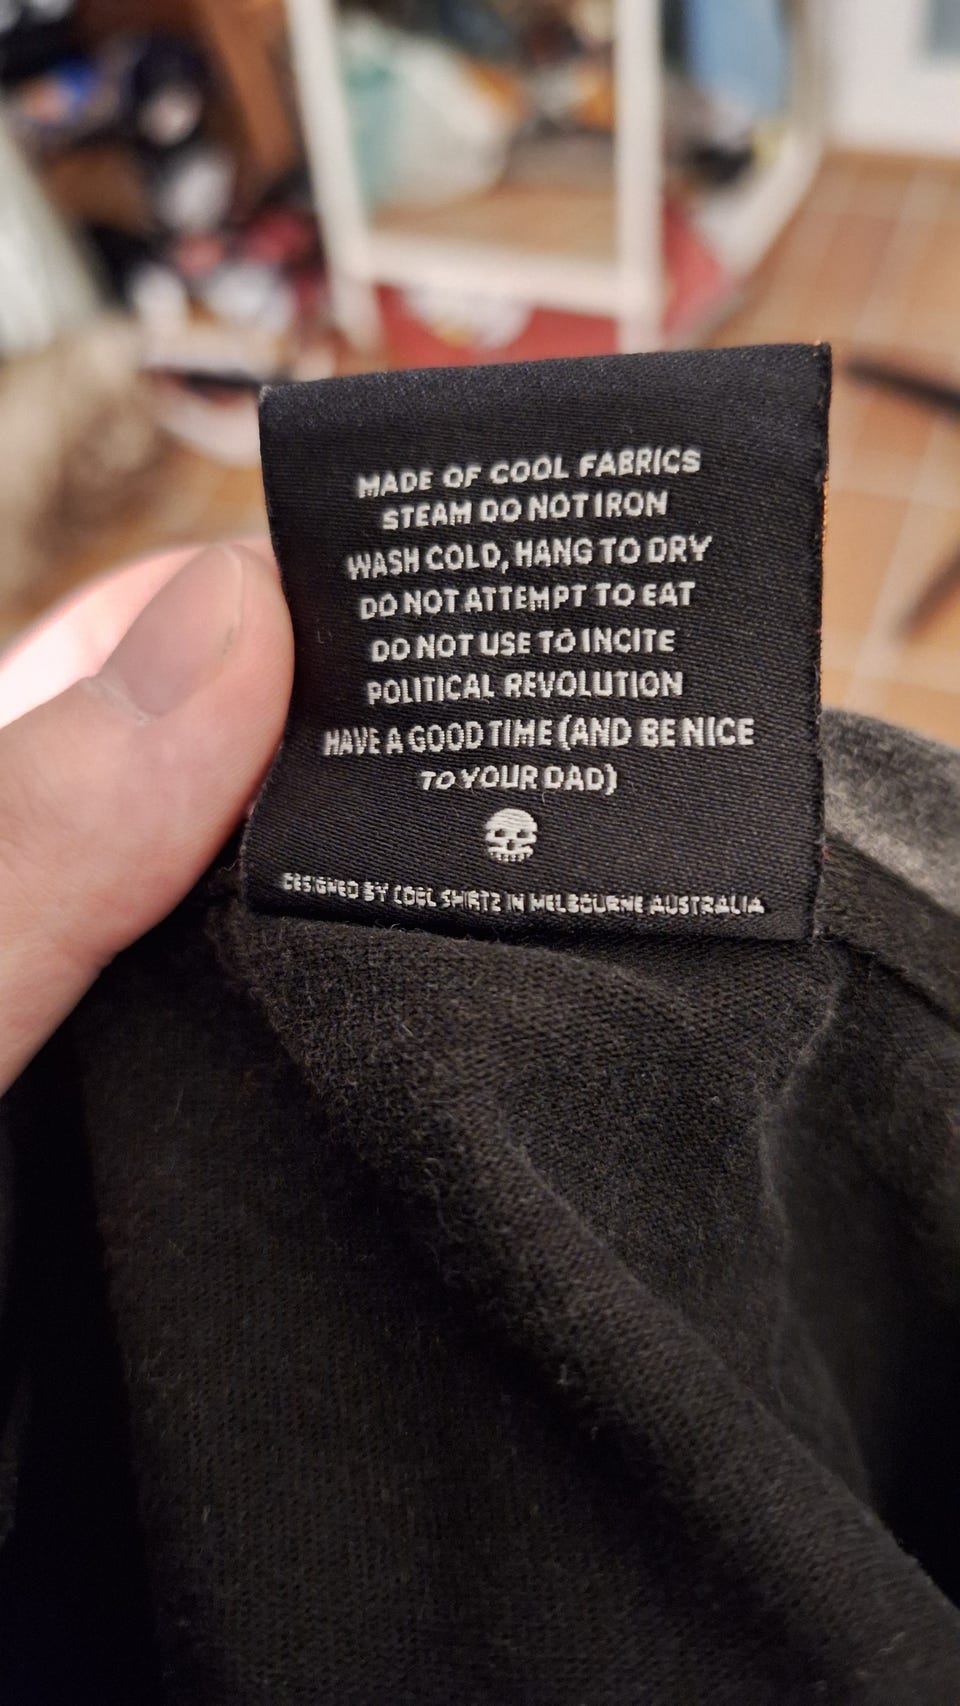 MADE OF COOL FABRICS
STEAM DO NOT IRON
WASH COLD, HANG TO DRY
DO NOT ATTEMPT TO EAT
DO NOT USE TO INCITE
POLITICAL REVOLUTION
HAVE A GOOD TIME (AND BE NICE
TO YOUR DAD)
DESIGNED BY COOL SHIRTZ IN MELBOURNE AUSTRALIA